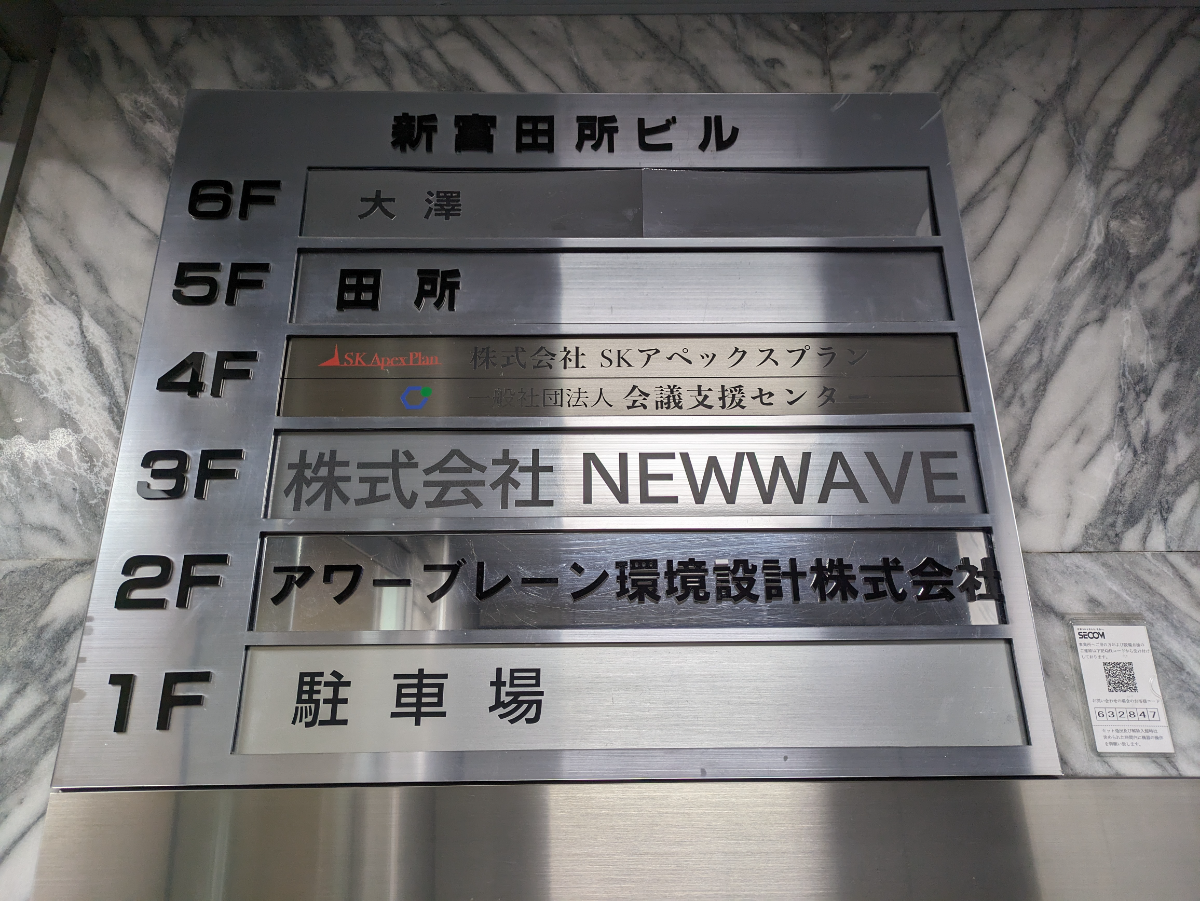 新富田所ビル
6F 大澤
5F 田所
4F SK Apex Plan 株式会社 SKアペックスプラン
一般社団法人 会議支援センター
3F 株式会社 NEWWAVE
2F アワーブレーン環境設計株式会社
1F 駐車場
SECOM
632847